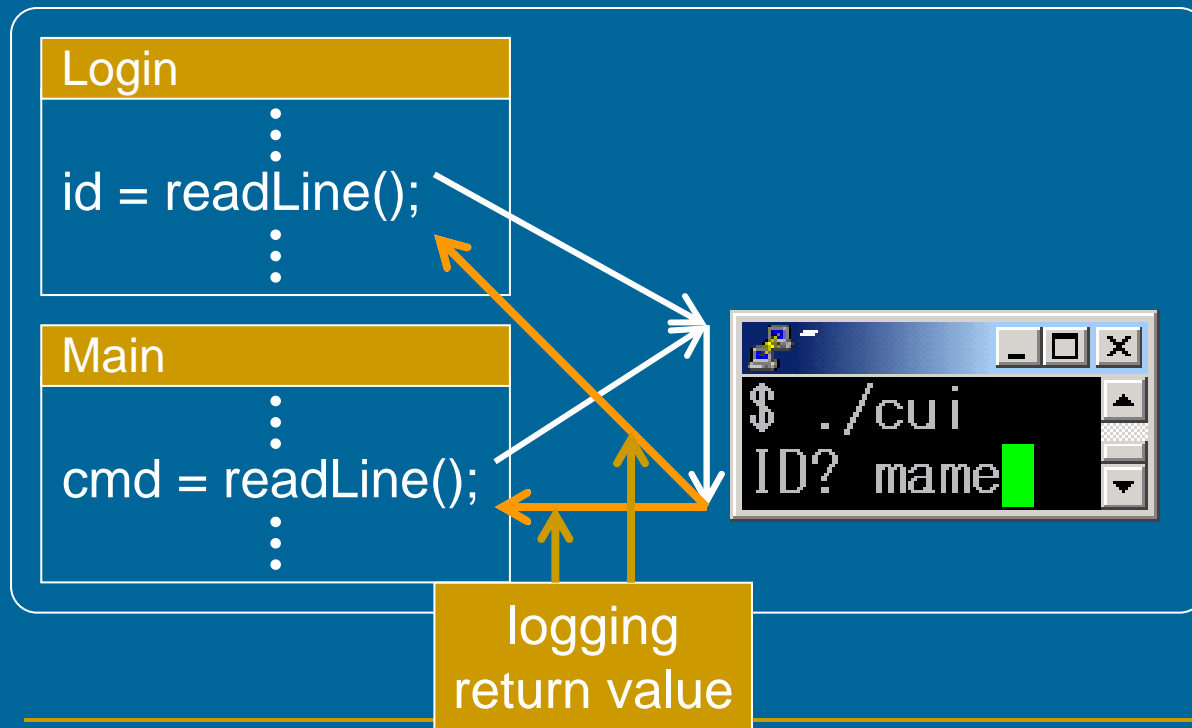 Login
id = readLine();
Main
cmd = readLine();
$ ./cui
ID? mame
logging
return value